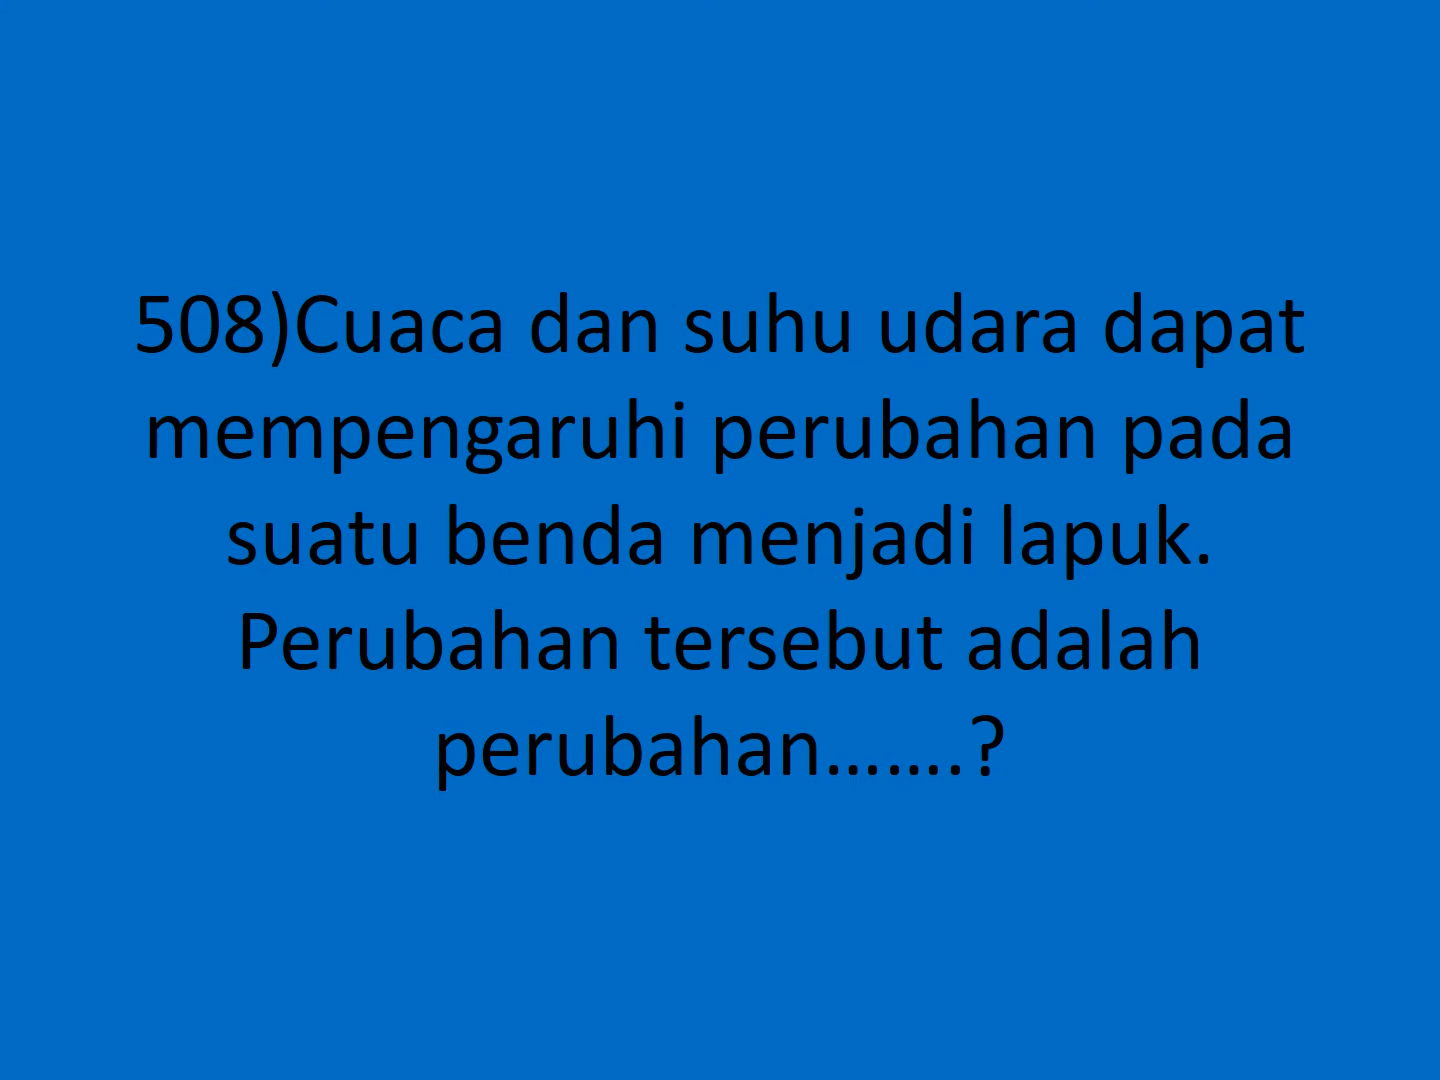 508)Cuaca dan suhu udara dapat
mempengaruhi perubahan pada
suatu benda menjadi lapuk.
Perubahan tersebut adalah
perubahan…….?